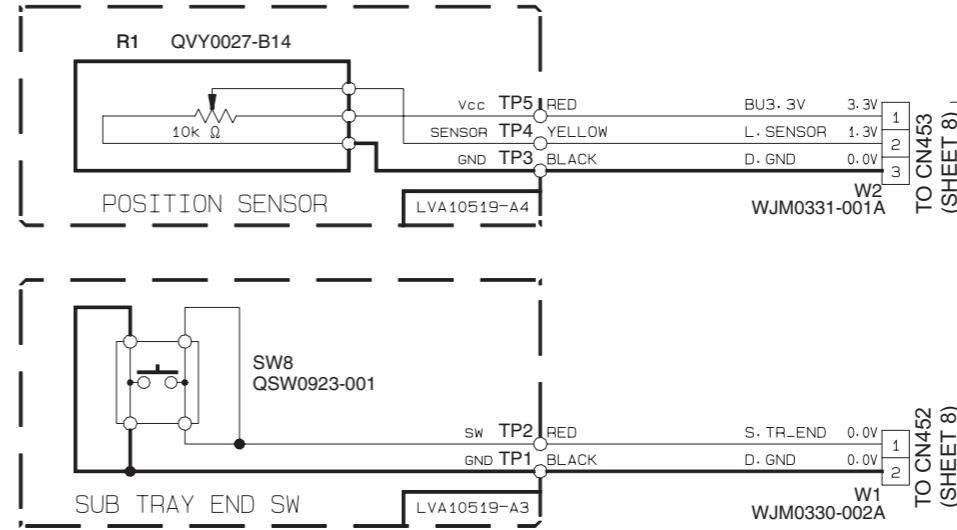 R1 QVY0027-B14
10k Ω
Vcc TP5 RED BU3.3V 3.3V 1
SENSOR TP4 YELLOW L.SENSOR 1.3V 2
GND TP3 BLACK D.GND 0.0V 3
POSITION SENSOR
LVA10519-A4
W2
WJM0331-001A
TO CN453
(SHEET 8)
SW8
QSW0923-001
SW TP2 RED S.TR_END 0.0V 1
GND TP1 BLACK D.GND 0.0V 2
SUB TRAY END SW
LVA10519-A3
W1
WJM0330-002A
TO CN452
(SHEET 8)